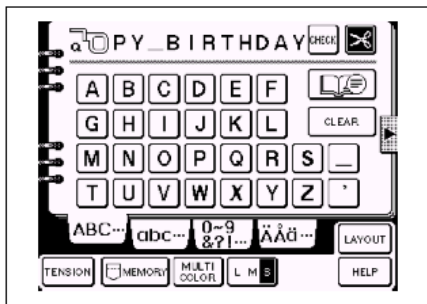 PY_BIRTHDAY CHECK
A B C D E F
G H I J K L CLEAR
M N O P Q R S _
T U V W X Y Z '
ABC... abc... 0~9 &?!... ÄÅä... LAYOUT
TENSION MEMORY MULTI COLOR L M S HELP